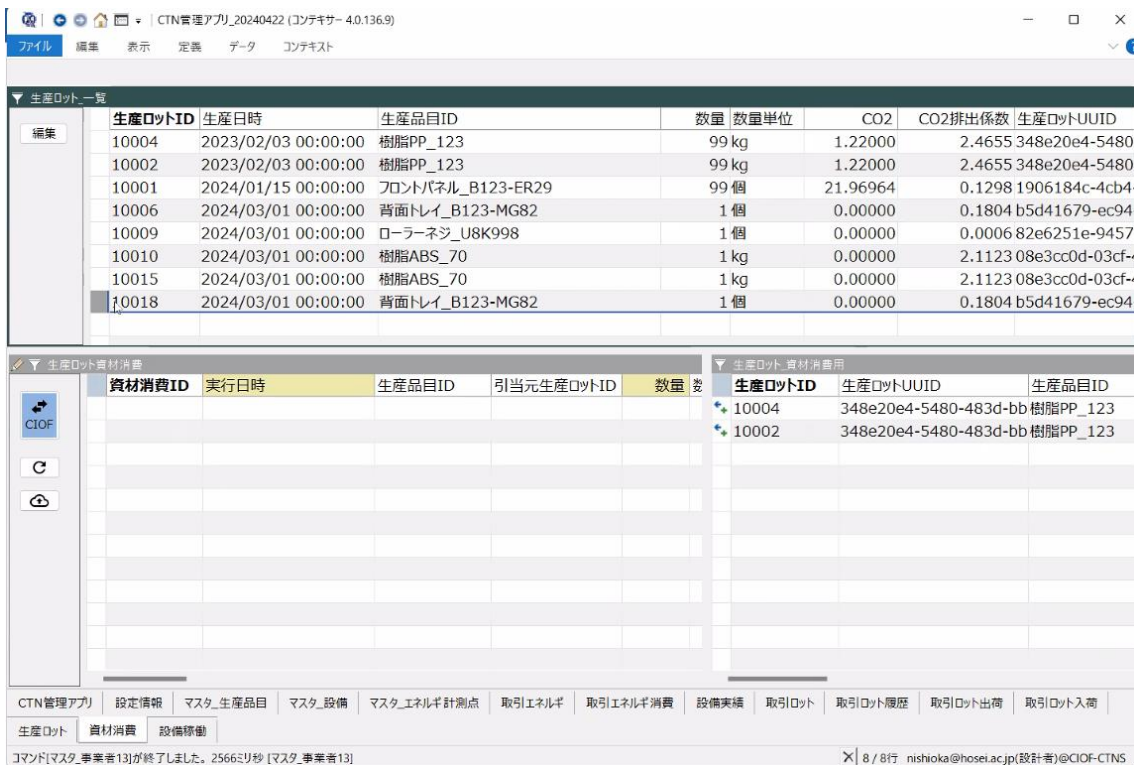 CTN管理アプリ_20240422 (コンテキサー 4.0.136.9)
ファイル 編集 表示 定義 データ コンテキスト
生産ロット_一覧
編集
生産ロットID 生産日時 生産品目ID 数量 数量単位 CO2 CO2排出係数 生産ロットUUID
10004 2023/02/03 00:00:00 樹脂PP_123 99 kg 1.22000 2.4655 348e20e4-5480
10002 2023/02/03 00:00:00 樹脂PP_123 99 kg 1.22000 2.4655 348e20e4-5480
10001 2024/01/15 00:00:00 フロントパネル_B123-ER29 99 個 21.96964 0.1298 1906184c-4cb4-
10006 2024/03/01 00:00:00 背面トレイ_B123-MG82 1 個 0.00000 0.1804 b5d41679-ec94
10009 2024/03/01 00:00:00 ローラーネジ_U8K998 1 個 0.00000 0.0006 82e6251e-9457
10010 2024/03/01 00:00:00 樹脂ABS_70 1 kg 0.00000 2.1123 08e3cc0d-03cf-
10015 2024/03/01 00:00:00 樹脂ABS_70 1 kg 0.00000 2.1123 08e3cc0d-03cf-
10018 2024/03/01 00:00:00 背面トレイ_B123-MG82 1 個 0.00000 0.1804 b5d41679-ec94
生産ロット資材消費
CIOF
資材消費ID 実行日時 生産品目ID 引当元生産ロットID 数量 数
生産ロット_資材消費用
生産ロットID 生産ロットUUID 生産品目ID
10004 348e20e4-5480-483d-bb 樹脂PP_123
10002 348e20e4-5480-483d-bb 樹脂PP_123
CTN管理アプリ 設定情報 マスタ_生産品目 マスタ_設備 マスタ_エネルギ計測点 取引エネルギ 取引エネルギ消費 設備実績 取引ロット 取引ロット履歴 取引ロット出荷 取引ロット入荷
生産ロット 資材消費 設備稼働
コマンド[マスタ_事業者13]が終了しました。2566ミリ秒 [マスタ_事業者13]
8 / 8行 nishioka@hosei.ac.jp(設計者)@CIOF-CTNS